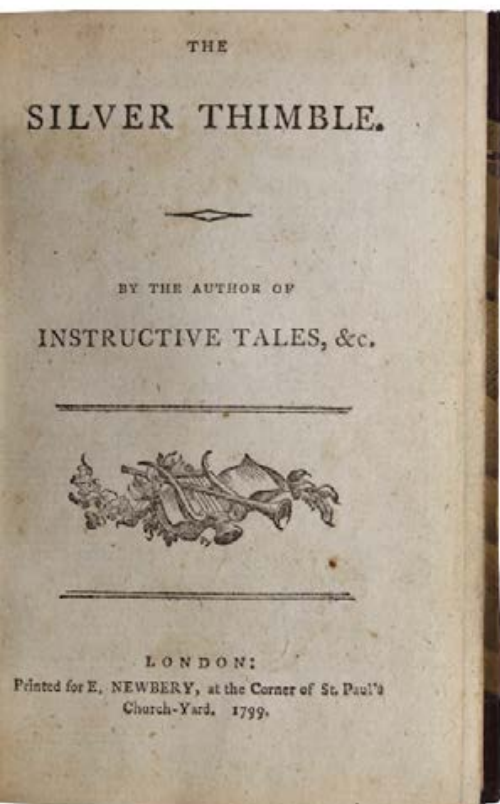 THE
SILVER THIMBLE.
BY THE AUTHOR OF
INSTRUCTIVE TALES, &c.
LONDON:
Printed for E. NEWBERY, at the Corner of St. Paul's
Church-Yard. 1799.